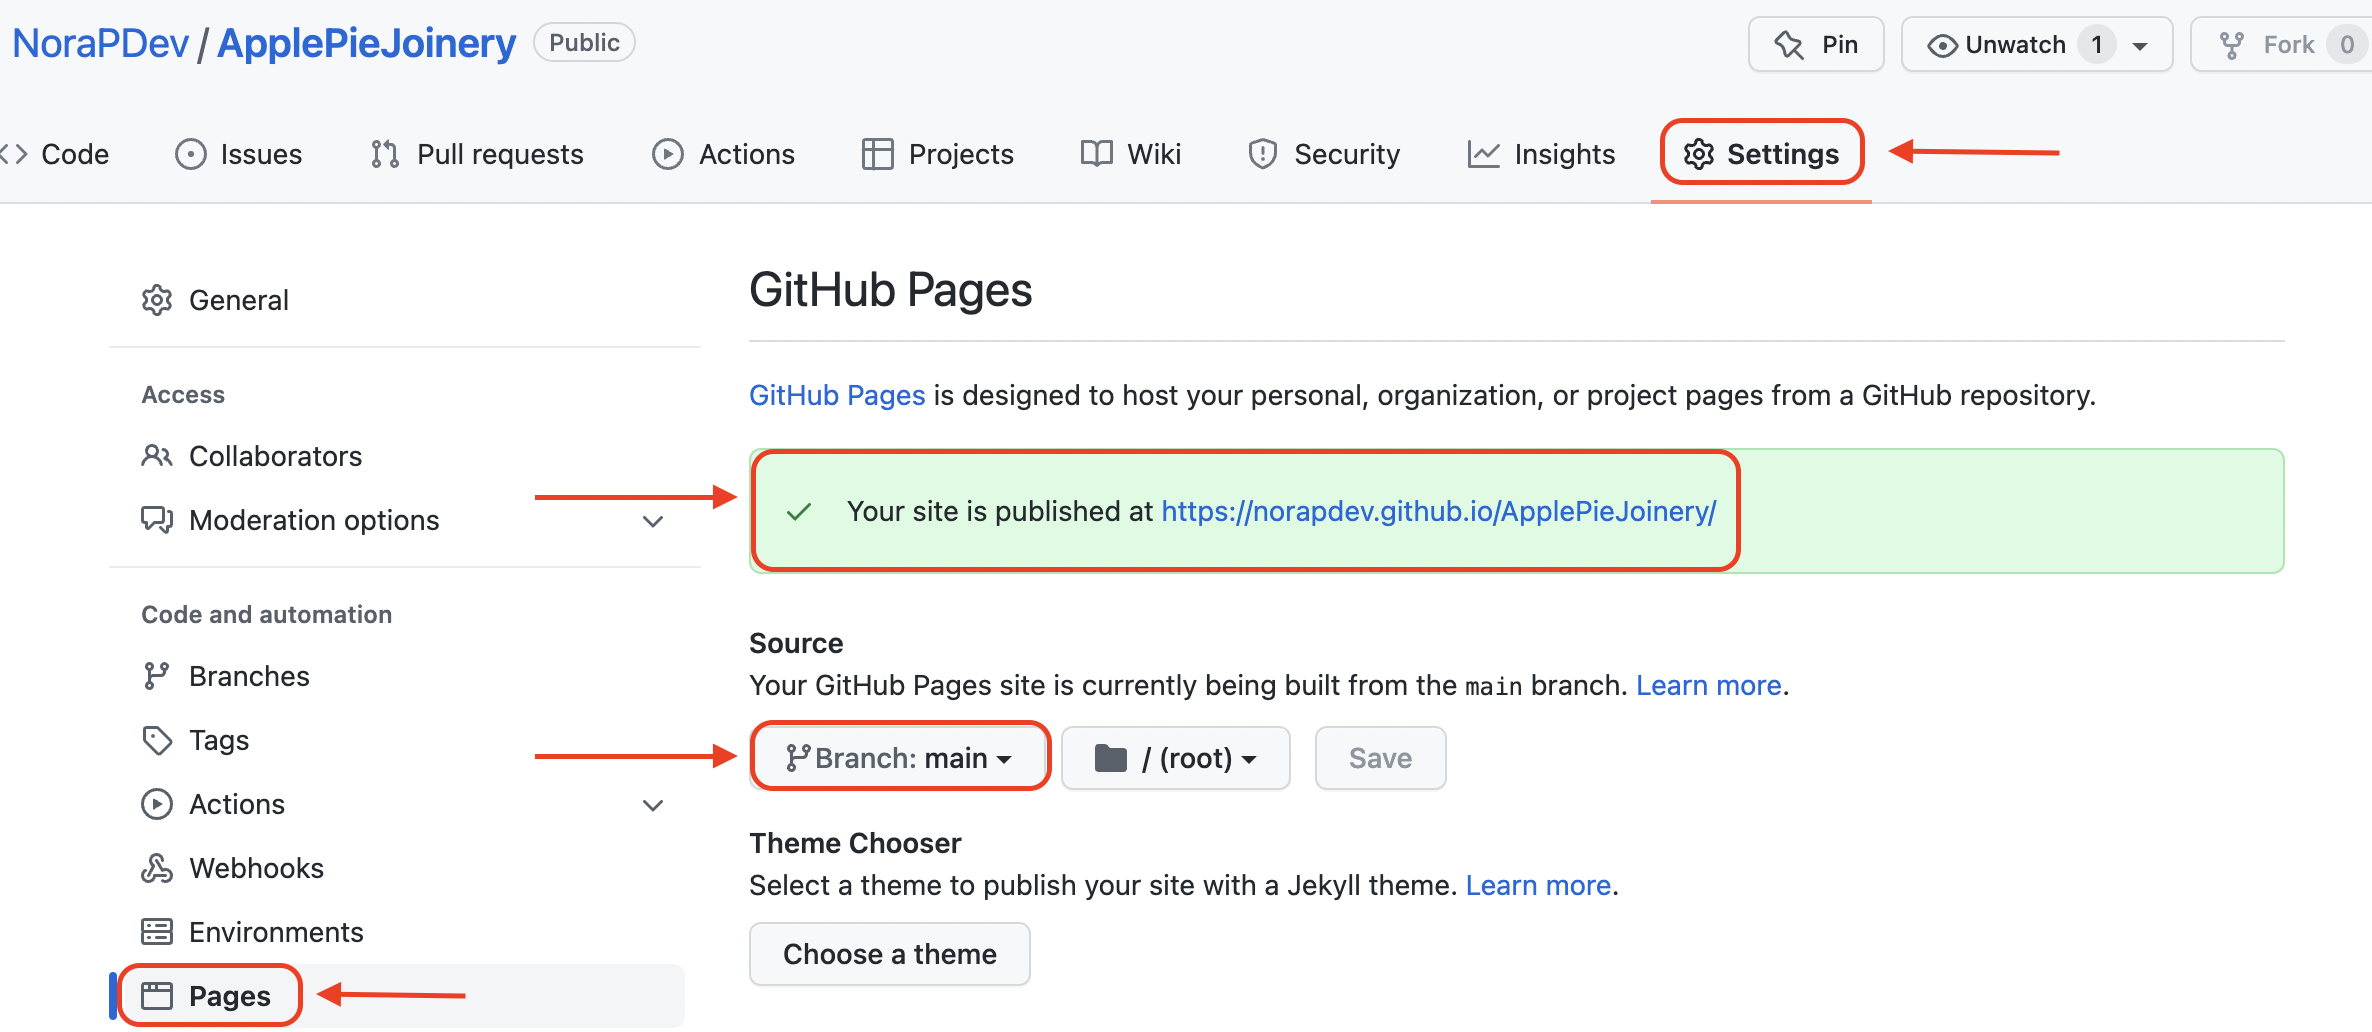 NoraPDev / ApplePieJoinery Public
Pin Unwatch 1 Fork 0
Code Issues Pull requests Actions Projects Wiki Security Insights Settings
General
Access
Collaborators
Moderation options
Code and automation
Branches
Tags
Actions
Webhooks
Environments
Pages
GitHub Pages
GitHub Pages is designed to host your personal, organization, or project pages from a GitHub repository.
Your site is published at https://norapdev.github.io/ApplePieJoinery/
Source
Your GitHub Pages site is currently being built from the main branch. Learn more.
Branch: main / (root) Save
Theme Chooser
Select a theme to publish your site with a Jekyll theme. Learn more.
Choose a theme